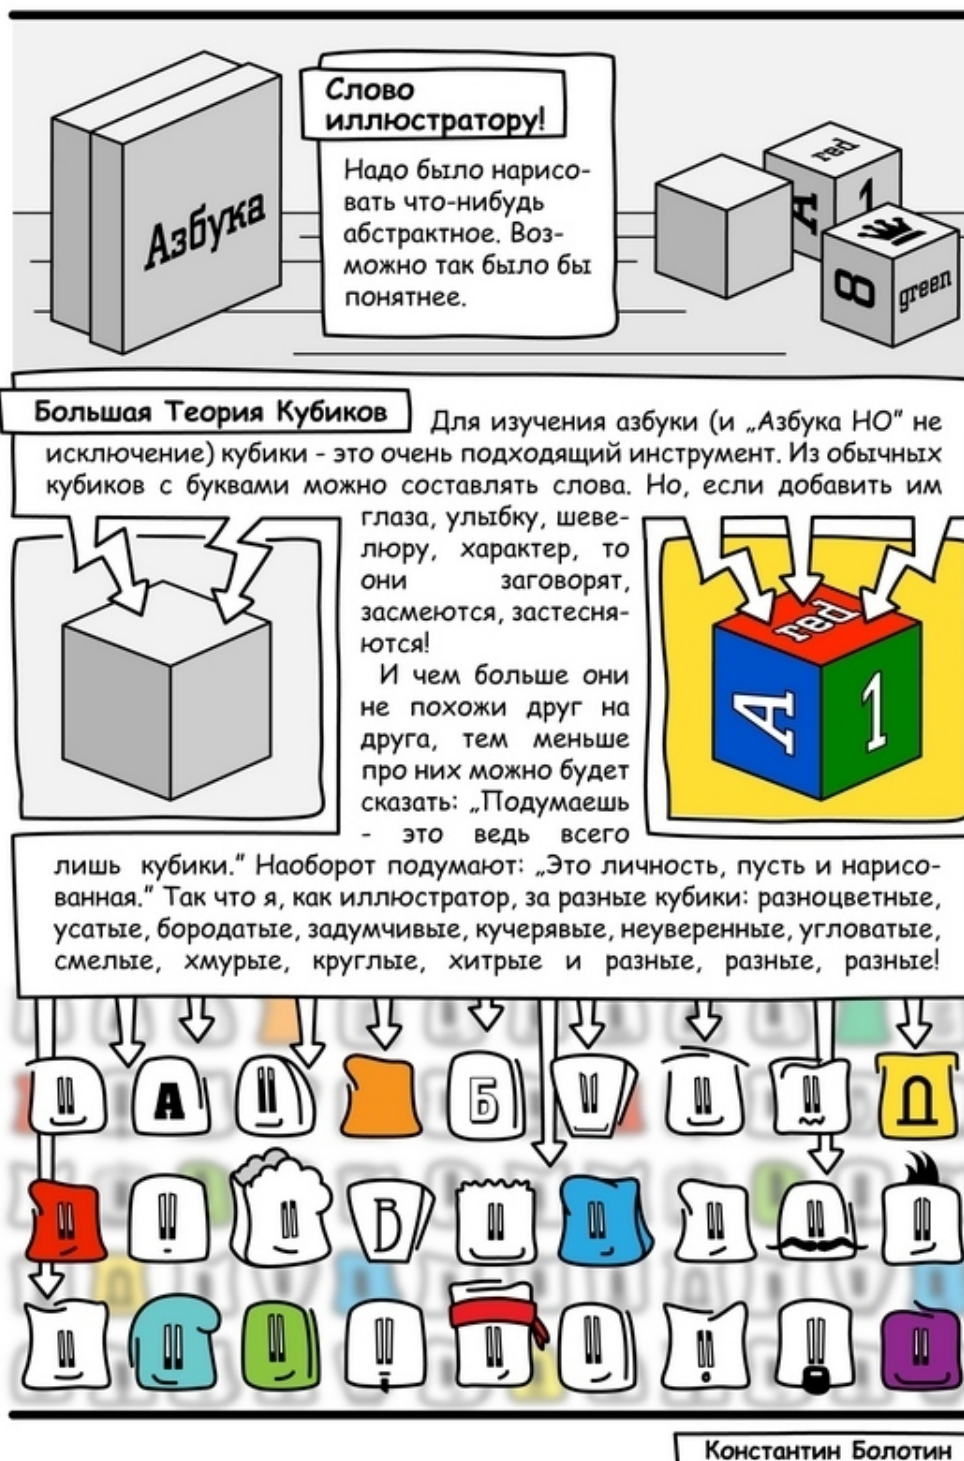 Азбука
Слово
иллюстратору!
Надо было нарисо-
вать что-нибудь
абстрактное. Воз-
можно так было бы
понятнее.
red
A
1
8
green
Большая Теория Кубиков
Для изучения азбуки (и „Азбука НО" не
исключение) кубики - это очень подходящий инструмент. Из обычных
кубиков с буквами можно составлять слова. Но, если добавить им
глаза, улыбку, шеве-
люру, характер, то
они заговорят,
засмеются, застесня-
ются!
И чем больше они
не похожи друг на
друга, тем меньше
про них можно будет
сказать: „Подумаешь
- это ведь всего
лишь кубики." Наоборот подумают: „Это личность, пусть и нарисо-
ванная." Так что я, как иллюстратор, за разные кубики: разноцветные,
усатые, бородатые, задумчивые, кучерявые, неуверенные, угловатые,
смелые, хмурые, круглые, хитрые и разные, разные, разные!
red
A
1
А
Б
П
В
Константин Болотин